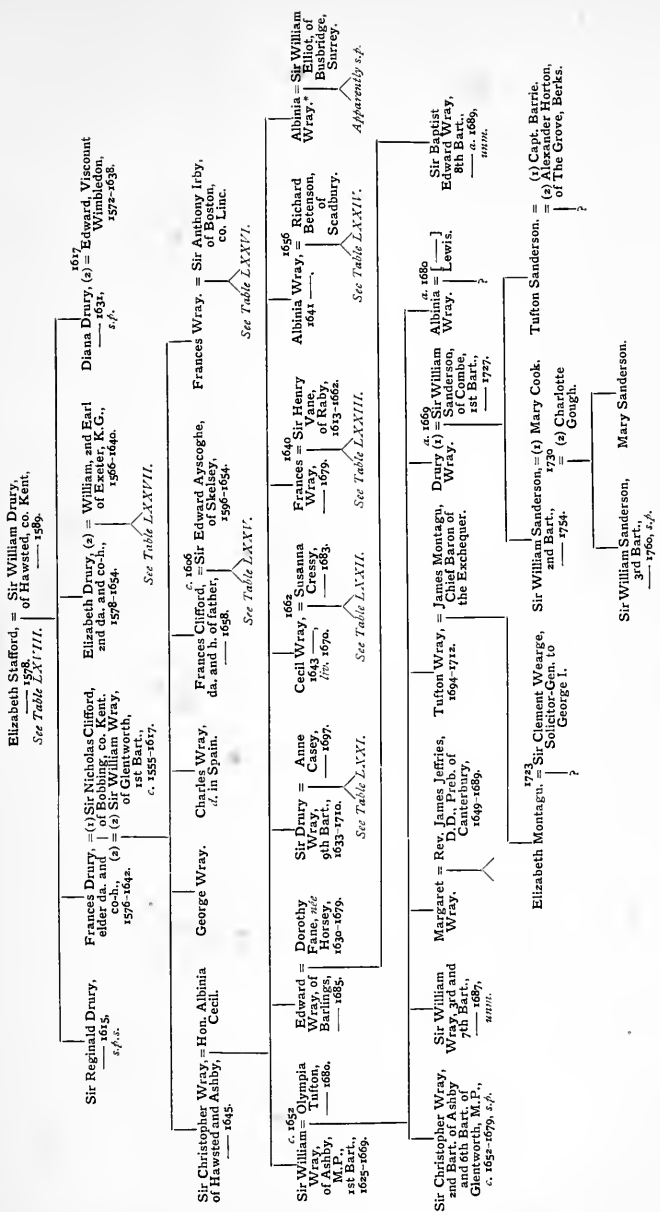 Elizabeth Stafford, = Sir William Drury,
—— 1578. of Hawsted, co. Kent,
See Table LXVIII. —— 1589.
Sir Reginald Drury,
—— 1615,
s.p.s.
Frances Drury, =(1) Sir Nicholas Clifford,
elder da. and of Bobbing, co. Kent.
co-h., (2) = (2) Sir William Wray,
1576-1642. of Glentworth,
1st Bart.,
c. 1555-1617.
Elizabeth Drury, (2) = William, 2nd Earl
2nd da. and co-h., of Exeter, K.G.,
1578-1654. 1566-1640.
See Table LXXVII.
1617
Diana Drury, (2) = Edward, Viscount
—— 1631, Wimbledon,
s.p. 1572-1638.
Sir Christopher Wray, = Hon. Albinia
of Hawsted and Ashby, Cecil.
—— 1645.
George Wray.
Charles Wray,
d. in Spain.
c. 1606
Frances Clifford, = Sir Edward Ayscoghe,
da. and h. of father, of Skelsey,
—— 1658. 1596-1654.
See Table LXXV.
Frances Wray. = Sir Anthony Irby,
of Boston,
co. Linc.
See Table LXXVI.
c. 1652
Sir William = Olympia
Wray, Tufton,
of Ashby, —— 1680.
M.P.,
1st Bart.,
1625-1669.
Edward = Dorothy
Wray, of Fane, née
Barlings, Horsey,
—— 1685. 1630-1679.
Sir Drury = Anne
Wray, Casey,
9th Bart., —— 1697.
1633-1710.
See Table LXXI.
1662
Cecil Wray, = Susanna
1643 ——, Cressy,
liv. 1670. —— 1683.
See Table LXXII.
1640
Frances = Sir Henry
Wray, Vane,
—— 1679. of Raby,
1613-1662.
See Table LXXIII.
1656
Albinia Wray, = Richard
1641 ——. Betenson,
of
Scadbury.
See Table LXXIV.
Albinia = Sir William
Wray.* Elliot, of
Busbridge,
Surrey.
Apparently s.p.
Sir Christopher Wray,
2nd Bart. of Ashby
and 6th Bart. of
Glentworth, M.P.,
c. 1652-1679, s.p.
Sir William
Wray, 3rd and
7th Bart.,
—— 1687,
unm.
Margaret = Rev. James Jeffries,
Wray. D.D., Preb. of
Canterbury,
1649-1689.
Tufton Wray, = James Montagu,
1694-1712. Chief Baron of
the Exchequer.
a. 1669
Drury (1) = Sir William
Wray. Sanderson,
of Combe,
1st Bart.,
—— 1727.
a. 1680
Albinia = [——]
Wray. Lewis.
?
Sir Baptist
Edward Wray,
8th Bart.,
—— a. 1689,
unm.
1723
Elizabeth Montagu. = Sir Clement Wearge,
Solicitor-Gen. to
George I.
?
Sir William Sanderson, = (1) Mary Cook.
2nd Bart., 1730
—— 1754. = (2) Charlotte
Gough.
Tufton Sanderson. = (1) Capt. Barrie.
= (2) Alexander Horton,
of The Grove, Berks.
?
Sir William Sanderson,
3rd Bart.,
—— 1760, s.p.
Mary Sanderson.